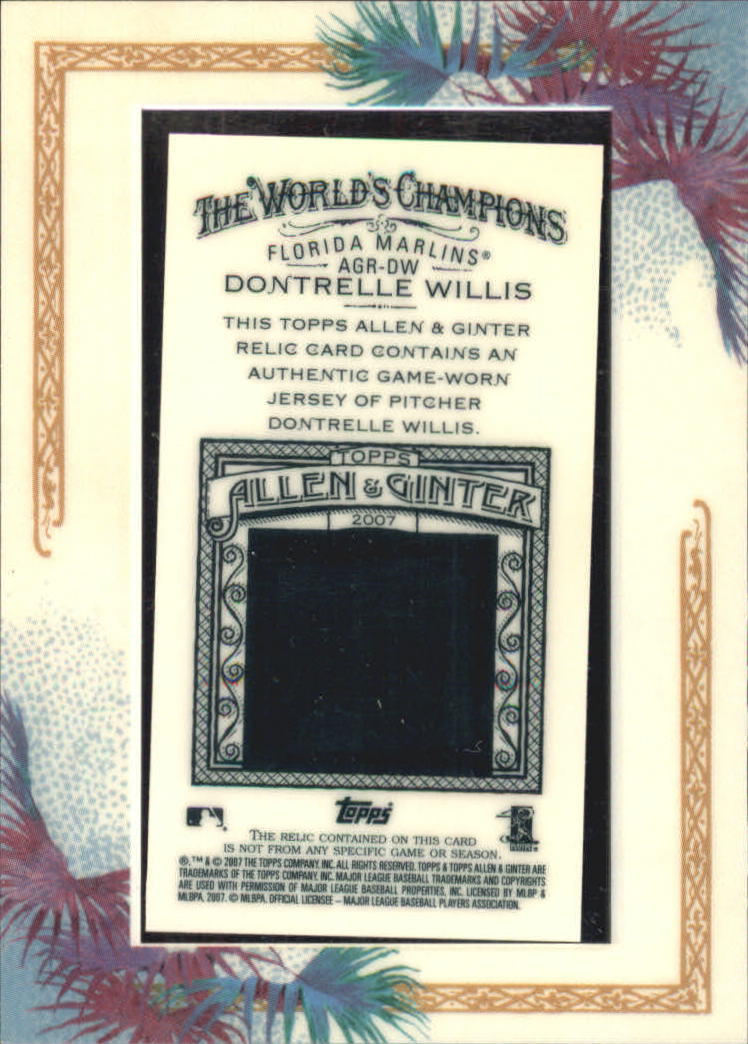 THE WORLD'S CHAMPIONS
FLORIDA MARLINS®
AGR-DW
DONTRELLE WILLIS
THIS TOPPS ALLEN & GINTER
RELIC CARD CONTAINS AN
AUTHENTIC GAME-WORN
JERSEY OF PITCHER
DONTRELLE WILLIS.
TOPPS
ALLEN & GINTER
2007
Topps
THE RELIC CONTAINED ON THIS CARD
IS NOT FROM ANY SPECIFIC GAME OR SEASON.
®,™ & © 2007 THE TOPPS COMPANY, INC. ALL RIGHTS RESERVED. TOPPS & TOPPS ALLEN & GINTER ARE
TRADEMARKS OF THE TOPPS COMPANY, INC. MAJOR LEAGUE BASEBALL TRADEMARKS AND COPYRIGHTS
ARE USED WITH PERMISSION OF MAJOR LEAGUE BASEBALL PROPERTIES, INC. LICENSED BY MLBP &
MLBPA, 2007. © MLBPA, OFFICIAL LICENSEE – MAJOR LEAGUE BASEBALL PLAYERS ASSOCIATION.